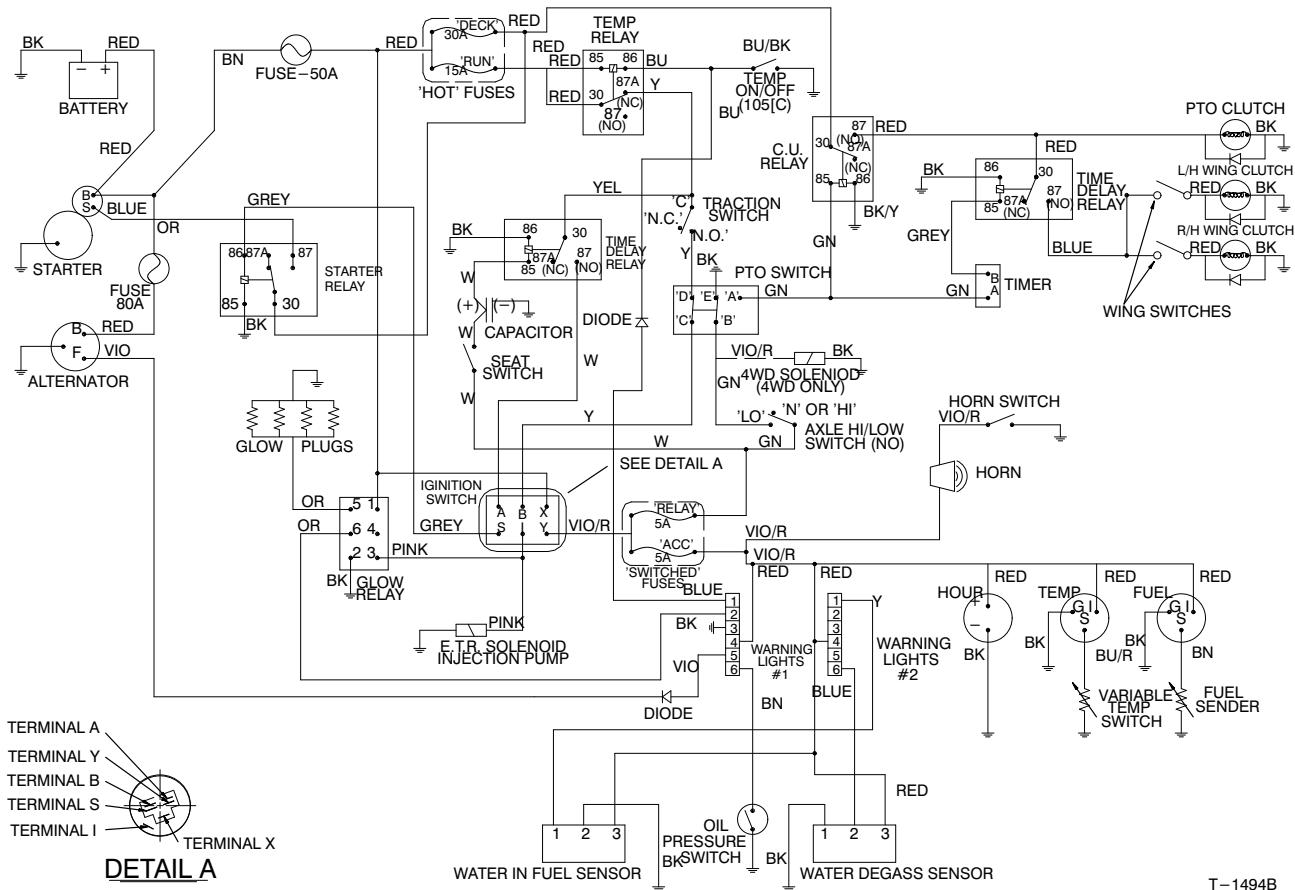 BK
RED
BATTERY
BN
FUSE-50A
RED
'DECK'
30A
'RUN'
15A
'HOT' FUSES
RED
RED
RED
RED
TEMP
RELAY
85
86
87A
(NC)
30
87
(NO)
BU
Y
BU/BK
TEMP
ON/OFF
(105[C)
BU
C.U.
RELAY
87
(NO)
30
87A
(NC)
85
86
RED
BK/Y
GN
PTO CLUTCH
BK
RED
L/H WING CLUTCH
RED
BK
R/H WING CLUTCH
RED
BK
BK
86
30
87
(NO)
87A
(NC)
85
TIME
DELAY
RELAY
GREY
BLUE
GN
B
A
TIMER
WING SWITCHES
RED
B
S
BLUE
OR
STARTER
FUSE
80A
GREY
86
87A
87
85
30
STARTER
RELAY
BK
B
F
RED
VIO
ALTERNATOR
YEL
BK
86
30
87A
(NC)
87
(NO)
85
TIME
DELAY
RELAY
W
(+)
(-)
CAPACITOR
W
SEAT
SWITCH
W
W
'C'
'N.C.'
'N.O.'
TRACTION
SWITCH
Y
BK
PTO SWITCH
'D'
'E'
'A'
'C'
'B'
GN
DIODE
VIO/R
BK
4WD SOLENIOD
(4WD ONLY)
GN
'LO'
'N' OR 'HI'
AXLE HI/LOW
SWITCH (NO)
GN
W
Y
HORN SWITCH
VIO/R
HORN
GLOW PLUGS
OR
OR
5 1
6 4
2 3
PINK
BK
GLOW
RELAY
SEE DETAIL A
IGNITION
SWITCH
GREY
A B X
S I Y
VIO/R
'RELAY'
5A
'ACC'
5A
'SWITCHED'
FUSES
VIO/R
VIO/R
PINK
E.T.R. SOLENOID
INJECTION PUMP
BLUE
BK
VIO
1
2
3
4
5
6
RED
WARNING
LIGHTS
#1
RED
1
2
3
4
5
6
Y
WARNING
LIGHTS
#2
BLUE
BN
DIODE
HOUR
RED
+
-
BK
TEMP
RED
G I
S
BK
BU/R
VARIABLE
TEMP
SWITCH
FUEL
RED
G I
S
BK
BN
FUEL
SENDER
TERMINAL A
TERMINAL Y
TERMINAL B
TERMINAL S
TERMINAL I
TERMINAL X
DETAIL A
1 2 3
BK
WATER IN FUEL SENSOR
OIL
PRESSURE
SWITCH
RED
BK
1 2 3
WATER DEGASS SENSOR
T-1494B